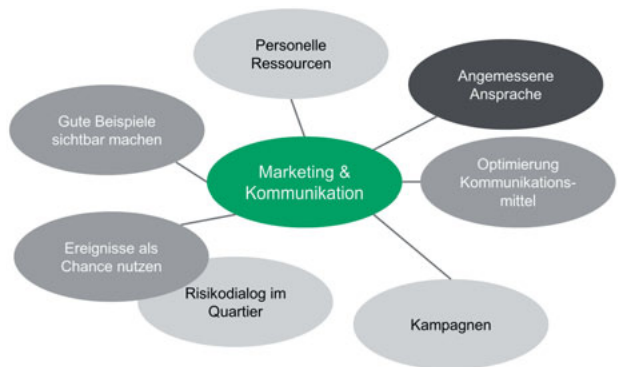 Personelle
Ressourcen
Angemessene
Ansprache
Gute Beispiele
sichtbar machen
Marketing &
Kommunikation
Optimierung
Kommunikations-
mittel
Ereignisse als
Chance nutzen
Risikodialog im
Quartier
Kampagnen